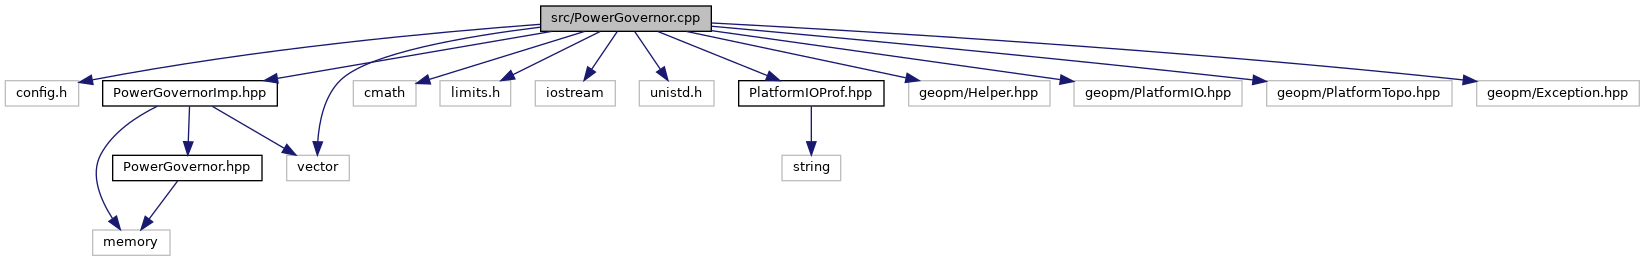 src/PowerGovernor.cpp
config.h
PowerGovernorImp.hpp
cmath
limits.h
iostream
unistd.h
PlatformIOProf.hpp
geopm/Helper.hpp
geopm/PlatformIO.hpp
geopm/PlatformTopo.hpp
geopm/Exception.hpp
PowerGovernor.hpp
vector
string
memory